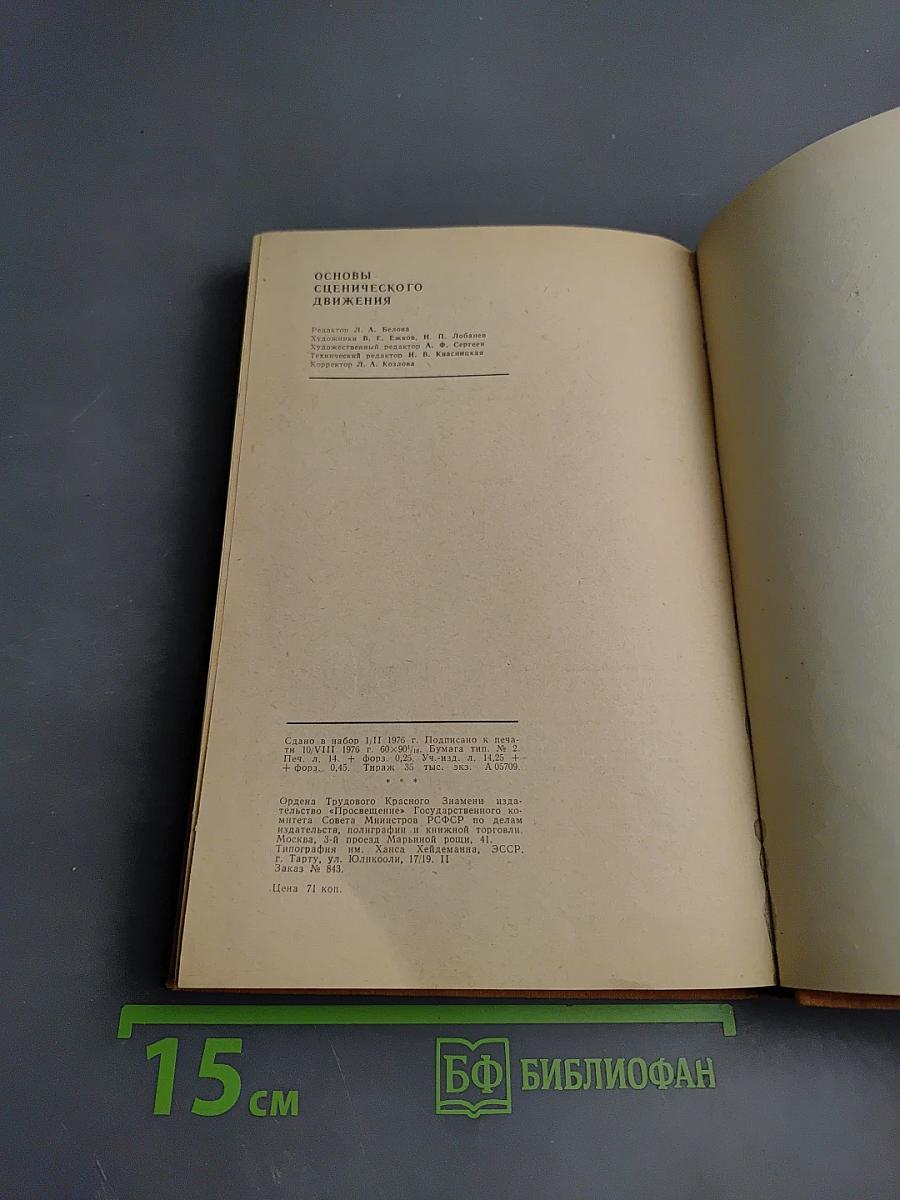 ОСНОВЫ
СЦЕНИЧЕСКОГО
ДВИЖЕНИЯ
Редактор Л. А. Белова
Художники В. Г. Ежков, Н. П. Лобанев
Художественный редактор А. Ф. Сергеев
Технический редактор Н. В. Квасницкая
Корректор Л. А. Козлова
Сдано в набор 1/II 1976 г. Подписано к печа-
ти 10/VIII 1976 г. 60×90¹/₁₆. Бумага тип. № 2.
Печ. л. 14. + форз. 0,25. Уч.-изд. л. 14,25 +
+ форз. 0,45. Тираж 35 тыс. экз. А 05709.
* * *
Ордена Трудового Красного Знамени изда-
тельство «Просвещение» Государственного ко-
митета Совета Министров РСФСР по делам
издательств, полиграфии и книжной торговли.
Москва, 3-й проезд Марьиной рощи, 41.
Типография им. Ханса Хейдеманна, ЭССР,
г. Тарту, ул. Юликооли, 17/19. II
Заказ № 843.
Цена 71 коп.
15 см
БФ БИБЛИОФАН